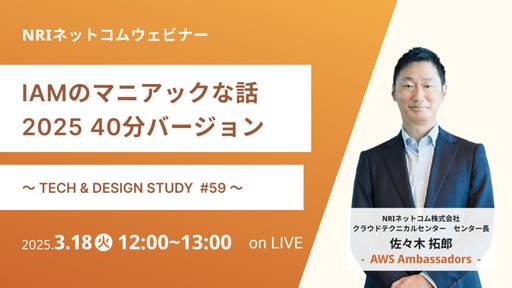 NRIネットコムウェビナー
IAMのマニアックな話
2025 40分バージョン
～ TECH & DESIGN STUDY #59 ～
2025.3.18火 12:00~13:00 on LIVE
NRIネットコム株式会社
クラウドテクニカルセンター センター長
佐々木 拓郎
- AWS Ambassadors -